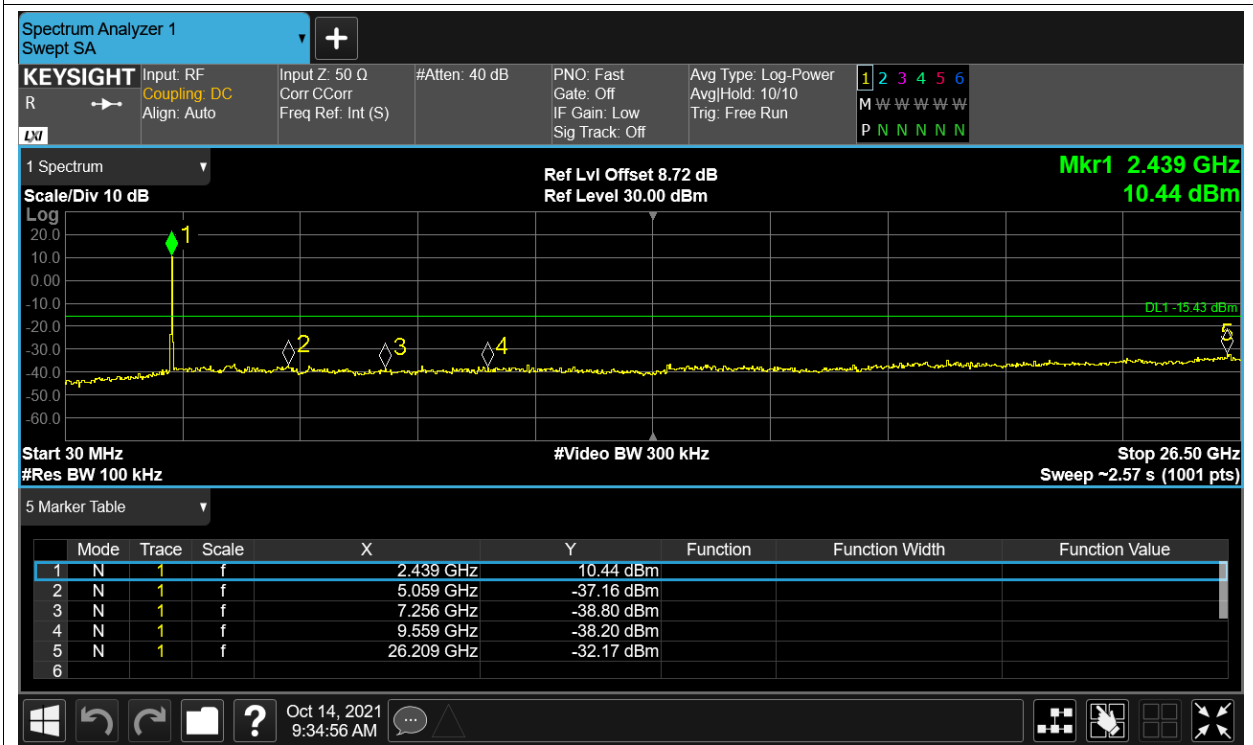 Spectrum Analyzer 1
Swept SA
KEYSIGHT
R
LXI
Input: RF
Coupling: DC
Align: Auto
Input Z: 50 Ω
Corr CCorr
Freq Ref: Int (S)
#Atten: 40 dB
PNO: Fast
Gate: Off
IF Gain: Low
Sig Track: Off
Avg Type: Log-Power
Avg|Hold: 10/10
Trig: Free Run
1 2 3 4 5 6
M W W W W W
P N N N N N
1 Spectrum
Scale/Div 10 dB
Ref Lvl Offset 8.72 dB
Ref Level 30.00 dBm
Mkr1 2.439 GHz
10.44 dBm
Log
20.0
10.0
0.00
-10.0
-20.0
-30.0
-40.0
-50.0
-60.0
1
2
3
4
5
DL1 -15.43 dBm
Start 30 MHz
#Video BW 300 kHz
Stop 26.50 GHz
#Res BW 100 kHz
Sweep ~2.57 s (1001 pts)
5 Marker Table
Mode Trace Scale X Y Function Function Width Function Value
1 N 1 f 2.439 GHz 10.44 dBm
2 N 1 f 5.059 GHz -37.16 dBm
3 N 1 f 7.256 GHz -38.80 dBm
4 N 1 f 9.559 GHz -38.20 dBm
5 N 1 f 26.209 GHz -32.17 dBm
6
?
Oct 14, 2021
9:34:56 AM